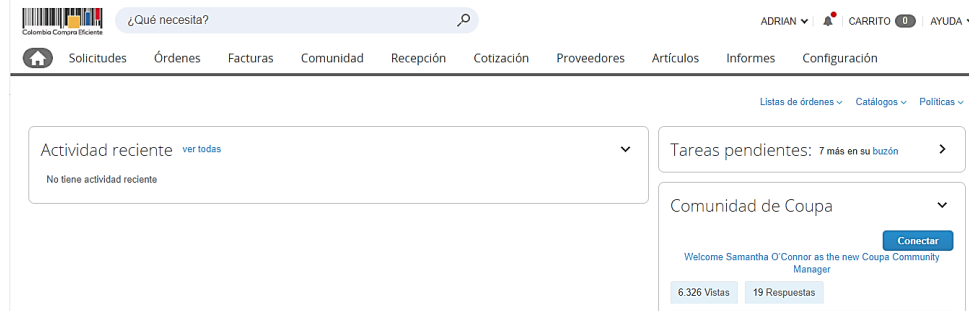 Colombia Compra Eficiente
¿Qué necesita?
ADRIAN CARRITO 0 AYUDA
Solicitudes Órdenes Facturas Comunidad Recepción Cotización Proveedores Artículos Informes Configuración
Listas de órdenes Catálogos Políticas
Actividad reciente ver todas
No tiene actividad reciente
Tareas pendientes: 7 más en su buzón
Comunidad de Coupa
Conectar
Welcome Samantha O'Connor as the new Coupa Community
Manager
6.326 Vistas 19 Respuestas